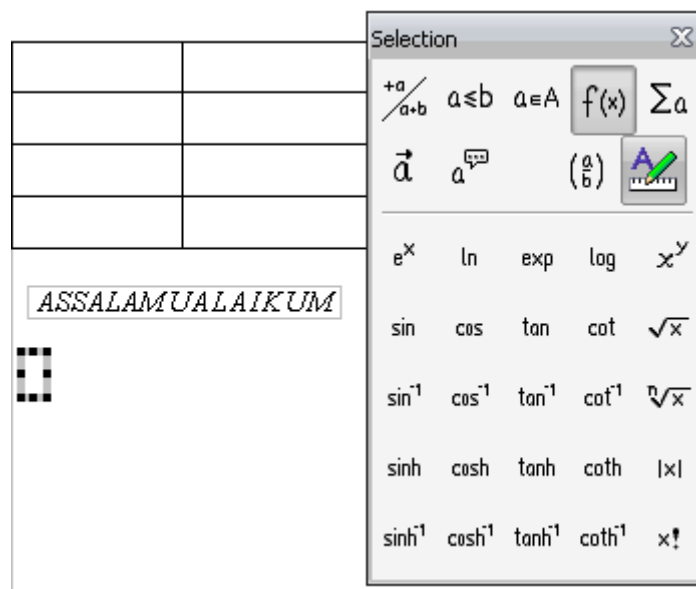 Selection
+a/a+b a≤b a∈A f(x) Σa
a⃗ a (a/b) A
eˣ ln exp log xʸ
sin cos tan cot √x
sin⁻¹ cos⁻¹ tan⁻¹ cot⁻¹ ⁿ√x
sinh cosh tanh coth |x|
sinh⁻¹ cosh⁻¹ tanh⁻¹ coth⁻¹ x!
ASSALAMUALAIKUM